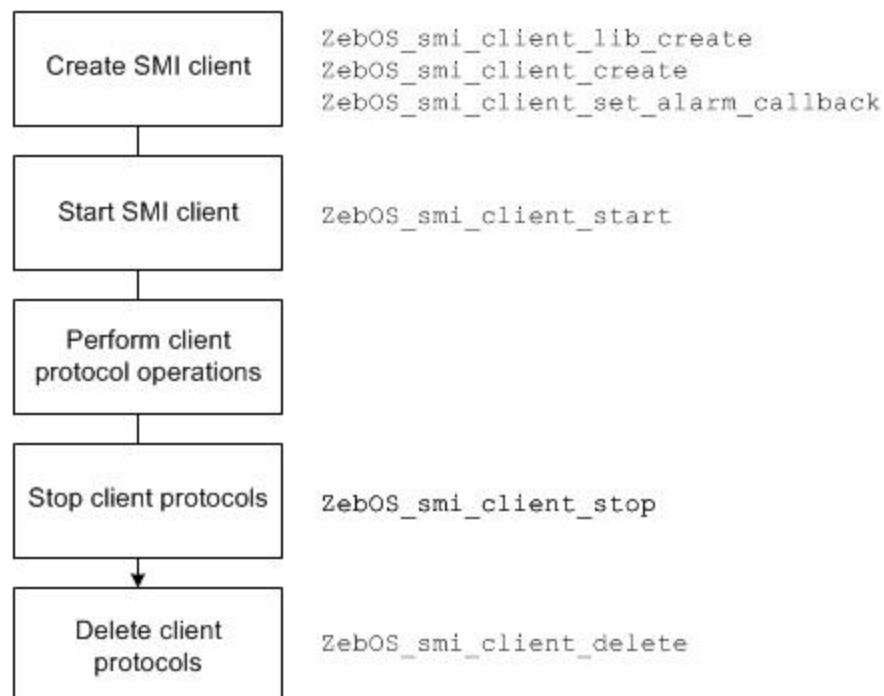 Create SMI client
ZebOS_smi_client_lib_create
ZebOS_smi_client_create
ZebOS_smi_client_set_alarm_callback
Start SMI client
ZebOS_smi_client_start
Perform client
protocol operations
Stop client protocols
ZebOS_smi_client_stop
Delete client
protocols
ZebOS_smi_client_delete